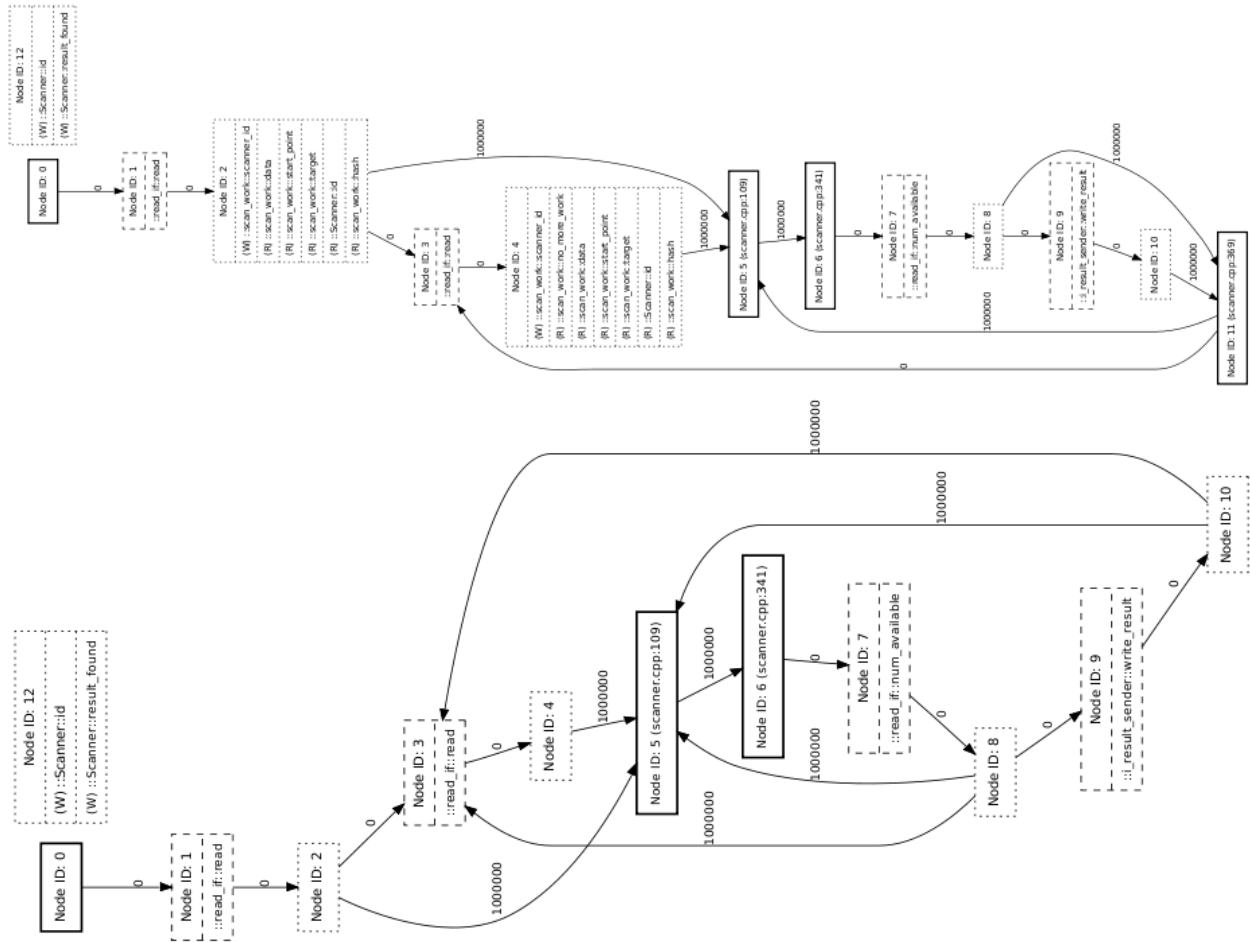 Node ID: 12
(W) ::Scanner::id
(W) ::Scanner::result_found
Node ID: 0
0
Node ID: 1
::read_if::read
0
Node ID: 2
(W) ::scan_work::scanner_id
(R) ::scan_work::data
(R) ::scan_work::start_point
(R) ::scan_work::target
(R) ::Scanner::id
(R) ::scan_work::hash
0
1000000
Node ID: 3
::read_if::read
0
Node ID: 4
(W) ::scan_work::scanner_id
(R) ::scan_work::no_more_work
(R) ::scan_work::data
(R) ::scan_work::start_point
(R) ::scan_work::target
(R) ::Scanner::id
(R) ::scan_work::hash
1000000
Node ID: 5 (scanner.cpp:109)
1000000
Node ID: 6 (scanner.cpp:341)
0
Node ID: 7
::read_if::num_available
0
Node ID: 8
0
1000000
Node ID: 9
::i_result_sender::write_result
0
Node ID: 10
1000000
1000000
0
Node ID: 11 (scanner.cpp:369)
Node ID: 12
(W) ::Scanner::id
(W) ::Scanner::result_found
Node ID: 0
0
Node ID: 1
::read_if::read
0
Node ID: 2
0
1000000
Node ID: 3
::read_if::read
0
Node ID: 4
1000000
Node ID: 5 (scanner.cpp:109)
1000000
Node ID: 6 (scanner.cpp:341)
0
Node ID: 7
::read_if::num_available
0
Node ID: 8
1000000
1000000
0
Node ID: 9
::i_result_sender::write_result
0
Node ID: 10
1000000
1000000